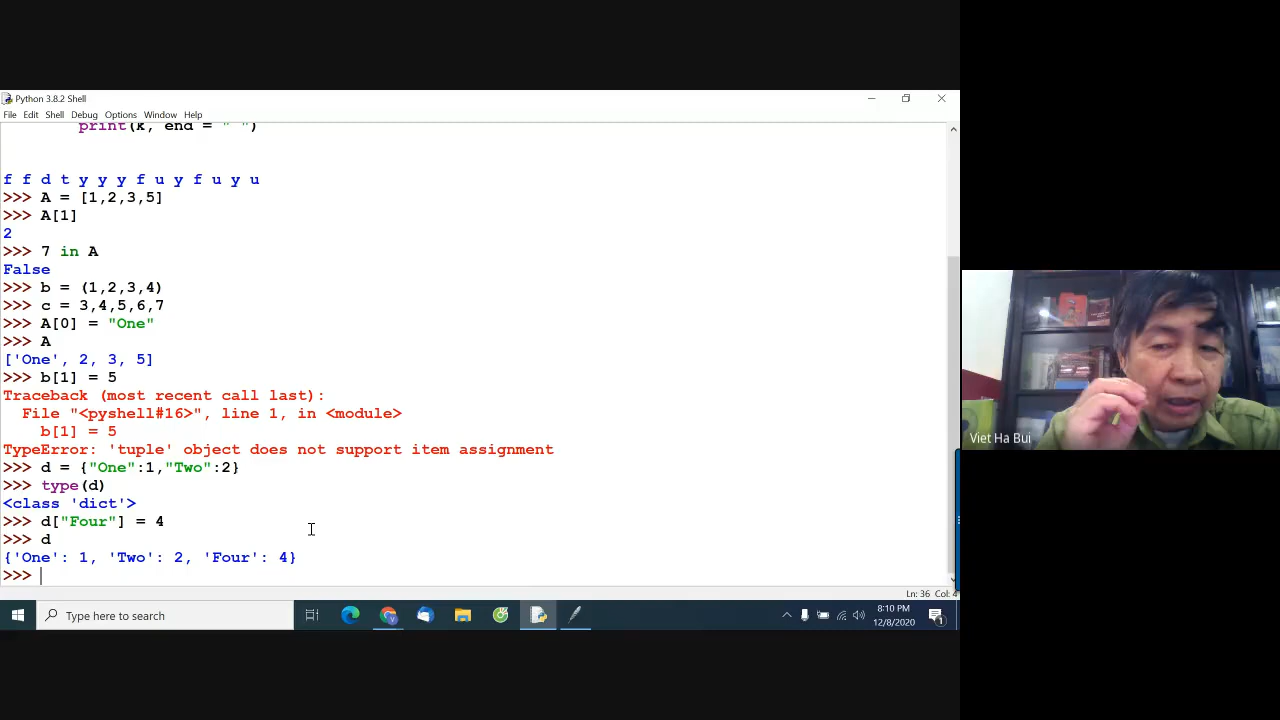 Python 3.8.2 Shell
File Edit Shell Debug Options Window Help
print(k, end = " ")
f f d t y y y f u y f u y u
>>> A = [1,2,3,5]
>>> A[1]
2
>>> 7 in A
False
>>> b = (1,2,3,4)
>>> c = 3,4,5,6,7
>>> A[0] = "One"
>>> A
['One', 2, 3, 5]
>>> b[1] = 5
Traceback (most recent call last):
File "<pyshell#16>", line 1, in <module>
b[1] = 5
TypeError: 'tuple' object does not support item assignment
>>> d = {"One":1,"Two":2}
>>> type(d)
<class 'dict'>
>>> d["Four"] = 4
>>> d
{'One': 1, 'Two': 2, 'Four': 4}
>>>
Ln: 36 Col: 4
Type here to search
8:10 PM
12/8/2020
1
Viet Ha Bui